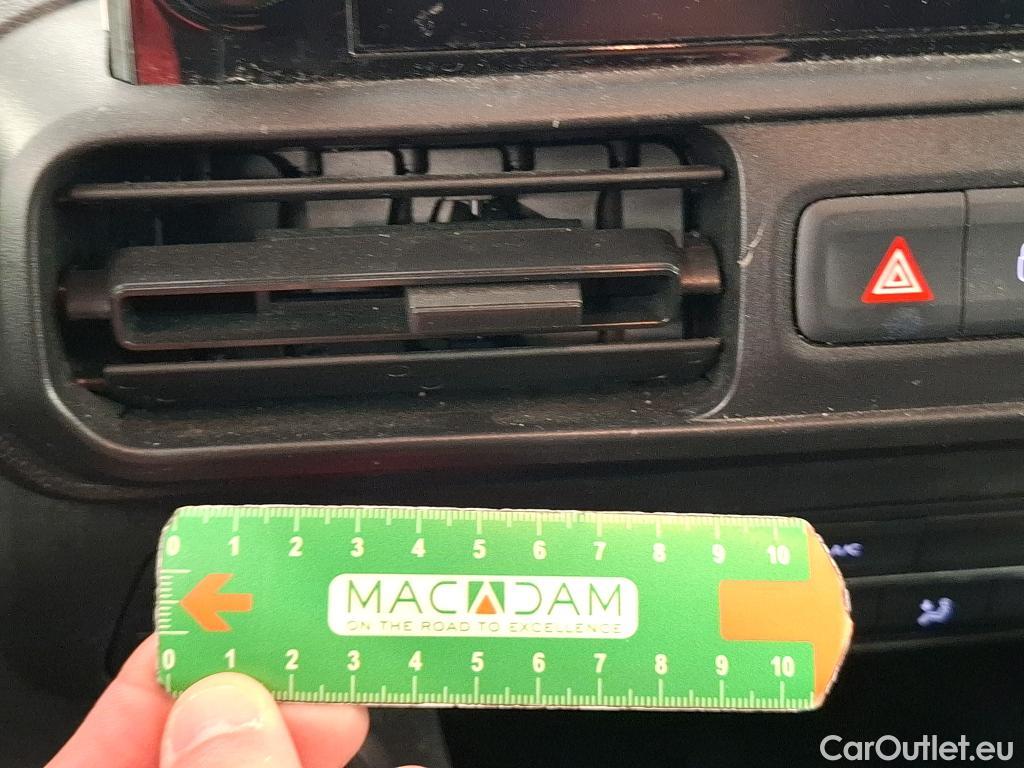 0 1 2 3 4 5 6 7 8 9 10
MACADAM
ON THE ROAD TO EXCELLENCE
0 1 2 3 4 5 6 7 8 9 10
A/C
CarOutlet.eu